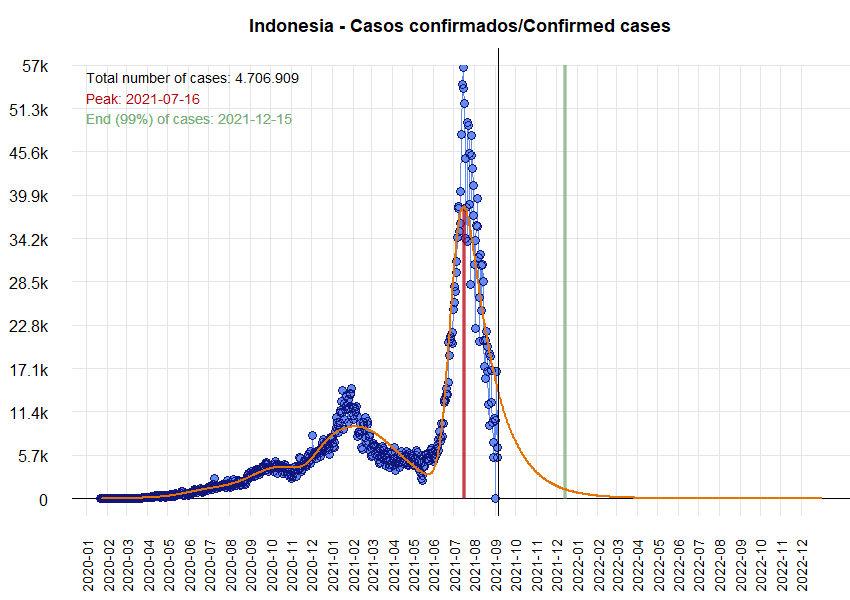 Indonesia - Casos confirmados/Confirmed cases
57k
Total number of cases: 4.706.909
Peak: 2021-07-16
End (99%) of cases: 2021-12-15
51.3k
45.6k
39.9k
34.2k
28.5k
22.8k
17.1k
11.4k
5.7k
0
2020-01
2020-02
2020-03
2020-04
2020-05
2020-06
2020-07
2020-08
2020-09
2020-10
2020-11
2020-12
2021-01
2021-02
2021-03
2021-04
2021-05
2021-06
2021-07
2021-08
2021-09
2021-10
2021-11
2021-12
2022-01
2022-02
2022-03
2022-04
2022-05
2022-06
2022-07
2022-08
2022-09
2022-10
2022-11
2022-12